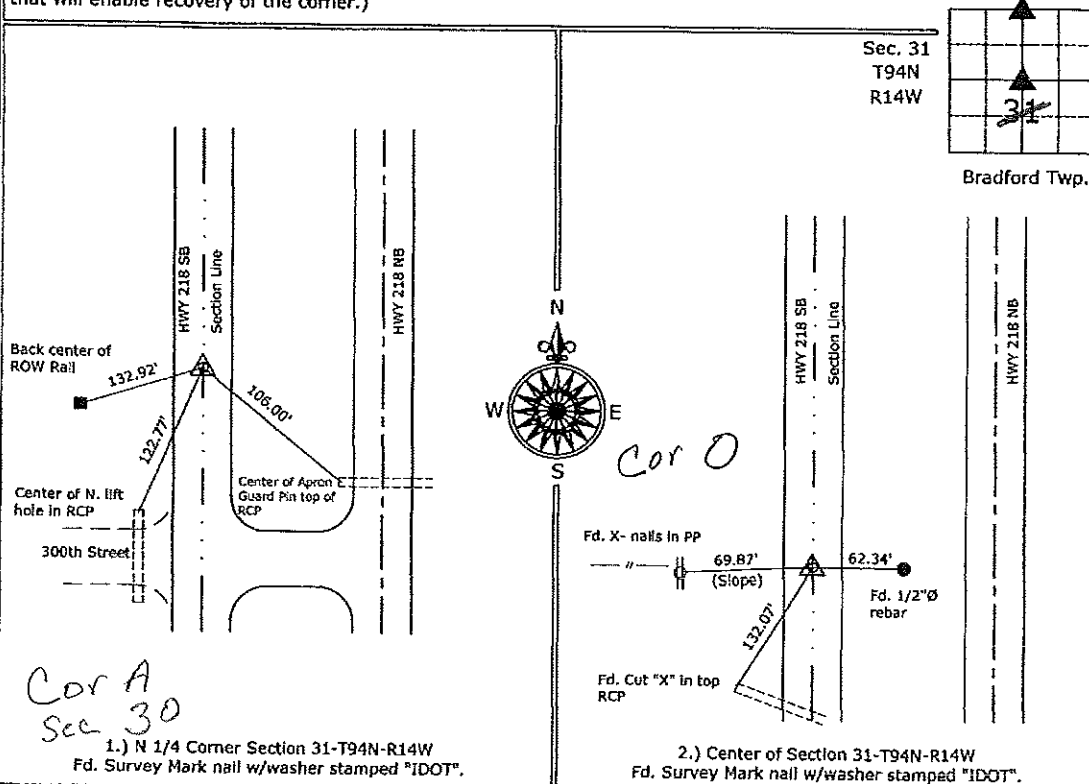 that will enable recovery of the corner.)
Sec. 31
T94N
R14W
31
Bradford Twp.
HWY 218 SB
Section Line
HWY 218 NB
Back center of
ROW Rail
132.92'
106.00'
122.77'
Center of N. lift
hole in RCP
300th Street
Center of Apron
Guard Pin top of
RCP
Cor A
Sec 30
1.) N 1/4 Corner Section 31-T94N-R14W
Fd. Survey Mark nail w/washer stamped "IDOT".
N
W
E
S
Cor O
HWY 218 SB
Section Line
HWY 218 NB
Fd. X- nails in PP
69.87'
(Slope)
62.34'
Fd. 1/2"Ø
rebar
132.07'
Fd. Cut "X" in top
RCP
2.) Center of Section 31-T94N-R14W
Fd. Survey Mark nail w/washer stamped "IDOT".